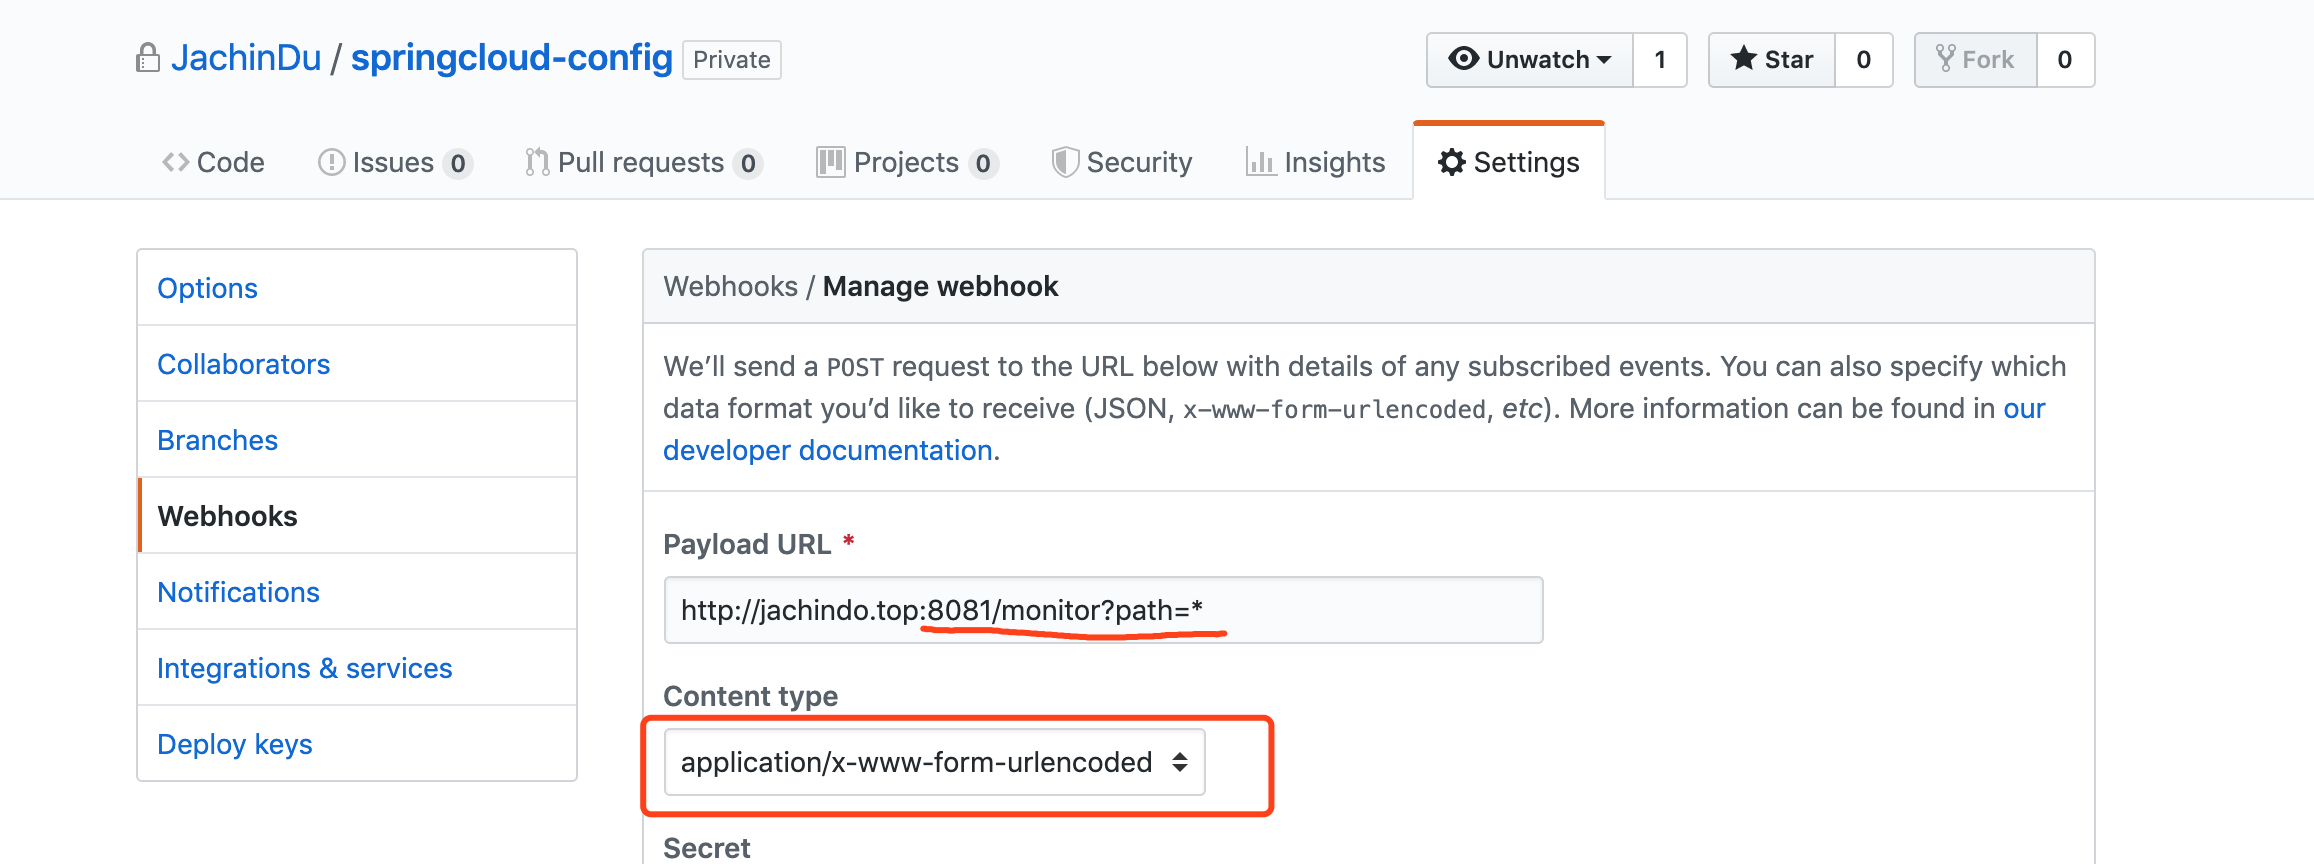 JachinDu / springcloud-config Private
Unwatch 1 Star 0 Fork 0
Code Issues 0 Pull requests 0 Projects 0 Security Insights Settings
Options
Collaborators
Branches
Webhooks
Notifications
Integrations & services
Deploy keys
Webhooks / Manage webhook
We’ll send a POST request to the URL below with details of any subscribed events. You can also specify which
data format you’d like to receive (JSON, x-www-form-urlencoded, etc). More information can be found in our
developer documentation.
Payload URL *
http://jachindo.top:8081/monitor?path=*
Content type
application/x-www-form-urlencoded
Secret